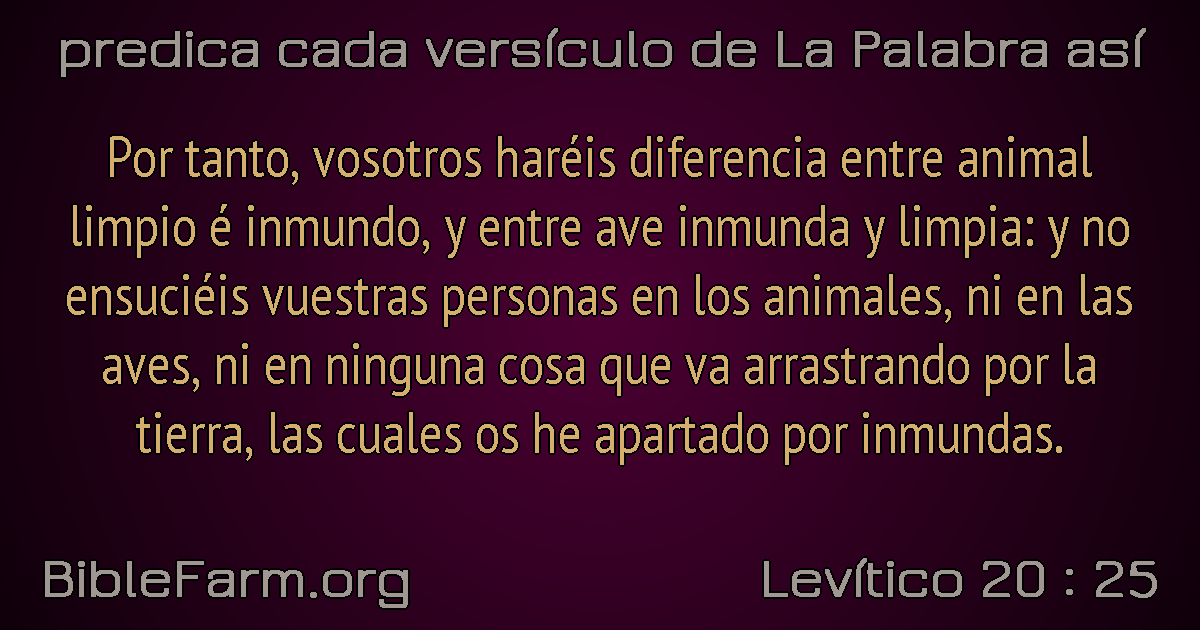 predica cada versículo de La Palabra así
Por tanto, vosotros haréis diferencia entre animal
limpio é inmundo, y entre ave inmunda y limpia: y no
ensuciéis vuestras personas en los animales, ni en las
aves, ni en ninguna cosa que va arrastrando por la
tierra, las cuales os he apartado por inmundas.
BibleFarm.org
Levítico 20 : 25